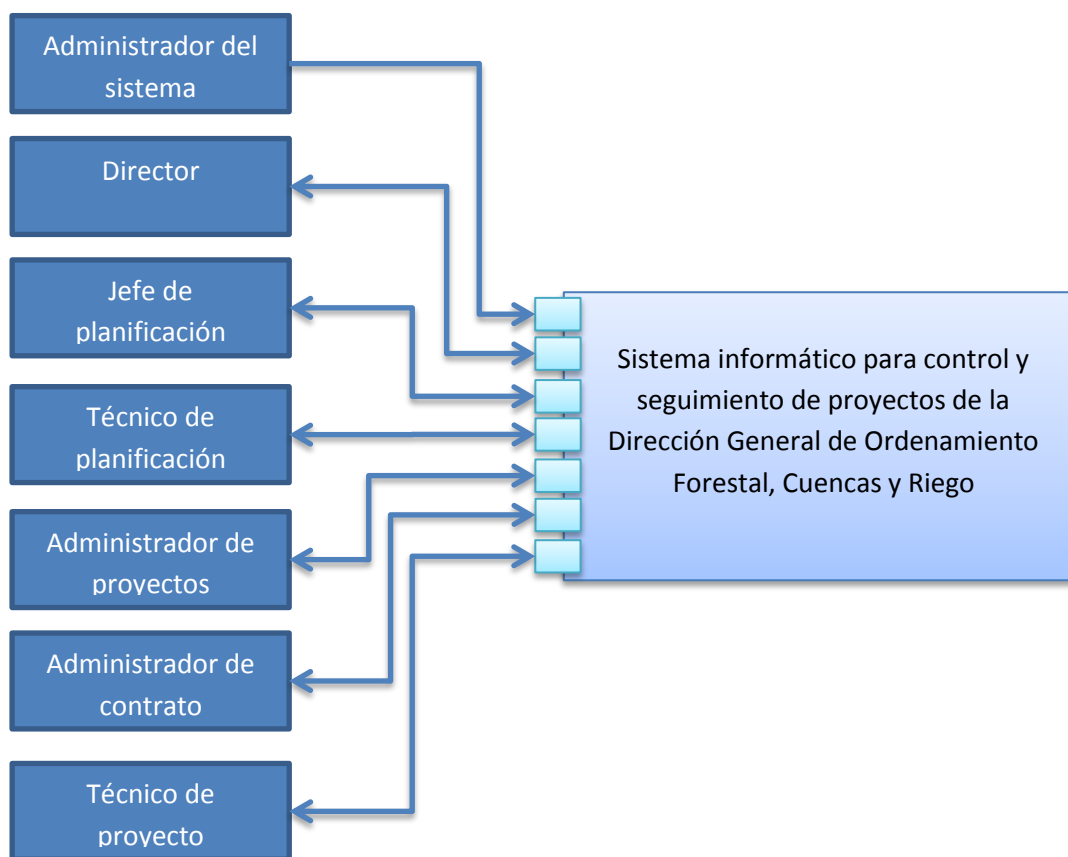 Administrador del
sistema
Director
Jefe de
planificación
Técnico de
planificación
Administrador de
proyectos
Administrador de
contrato
Técnico de
proyecto
Sistema informático para control y
seguimiento de proyectos de la
Dirección General de Ordenamiento
Forestal, Cuencas y Riego